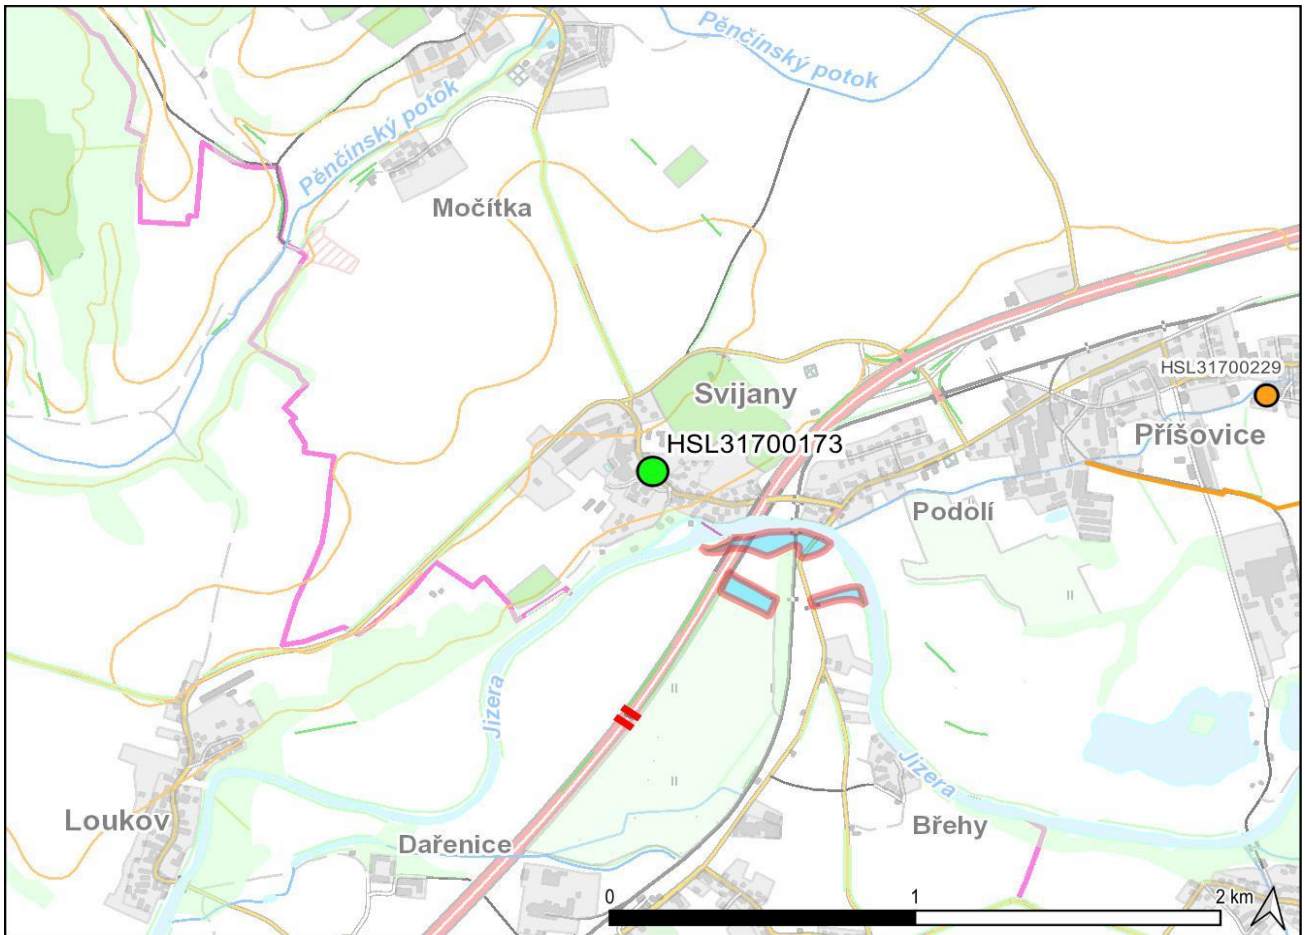 Pěnčínský potok
Pěnčínský potok
Močítka
HSL31700229
Svijany
Příšovice
HSL31700173
Podolí
Jizera
Jizera
Loukov
Břehy
Dařenice
0 1 2 km